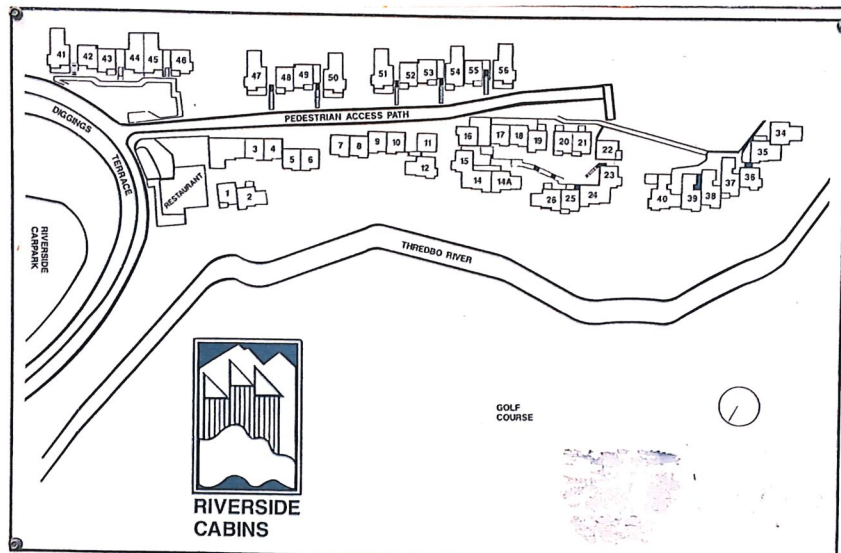 41 42 43 44 45 46
47 48 49 50
51 52 53 54 55 56
DIGGINGS
TERRACE
PEDESTRIAN ACCESS PATH
3 4
5 6
7 8 9 10 11
12
16 17 18 19 20 21
22
15
14 14A
23
24
26 25
34
35
36
37
40 39 38
RESTAURANT
1 2
RIVERSIDE
CARPARK
THREDBO RIVER
GOLF
COURSE
RIVERSIDE
CABINS